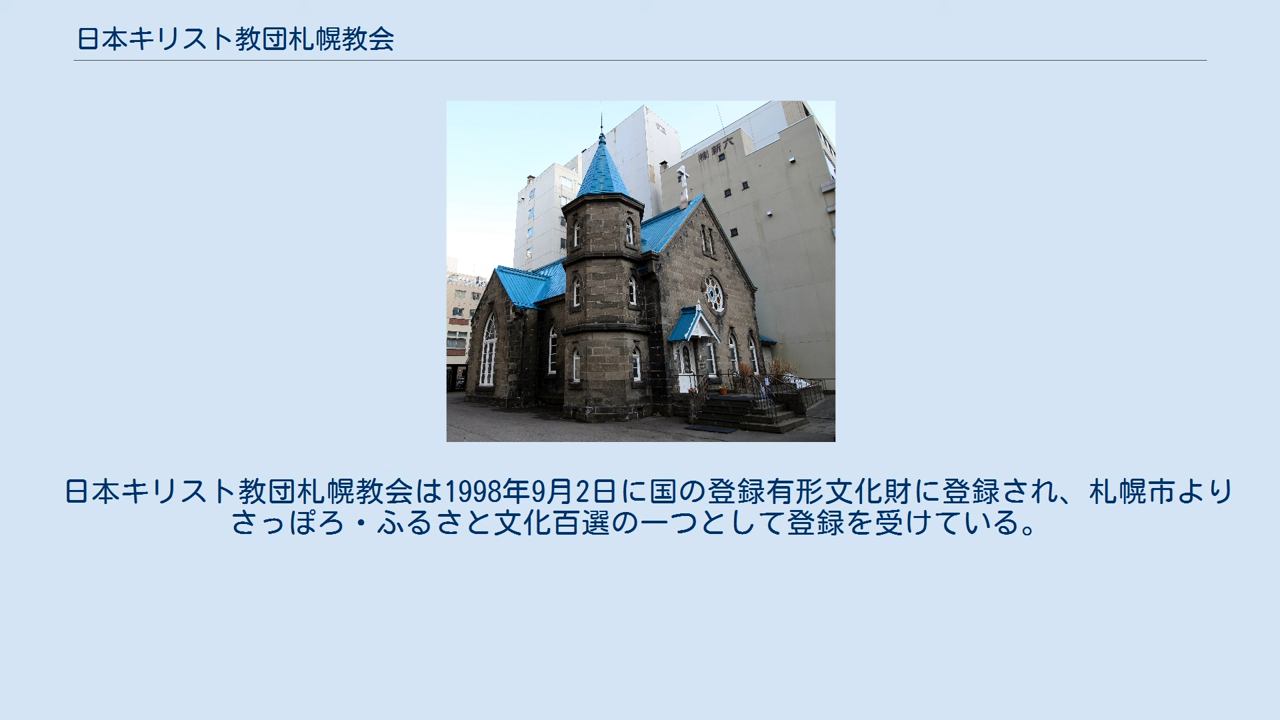 日本キリスト教団札幌教会
㈱新六
日本キリスト教団札幌教会は1998年9月2日に国の登録有形文化財に登録され、札幌市より
さっぽろ・ふるさと文化百選の一つとして登録を受けている。